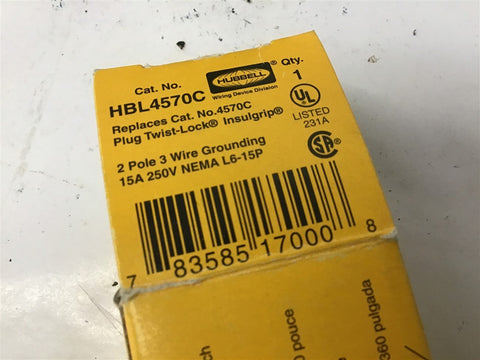 Cat. No.
HBL4570C
HUBBELL®
Wiring Device Division
Qty.
1
Replaces Cat. No.4570C
Plug Twist-Lock® Insulgrip®
UL
LISTED
231A
2 Pole 3 Wire Grounding
15A 250V NEMA L6-15P
SA
7 83585 17000 8
pouce
360 pulgada